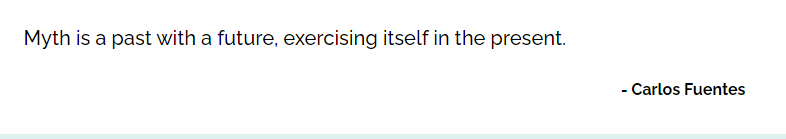 Myth is a past with a future, exercising itself in the present.
- Carlos Fuentes